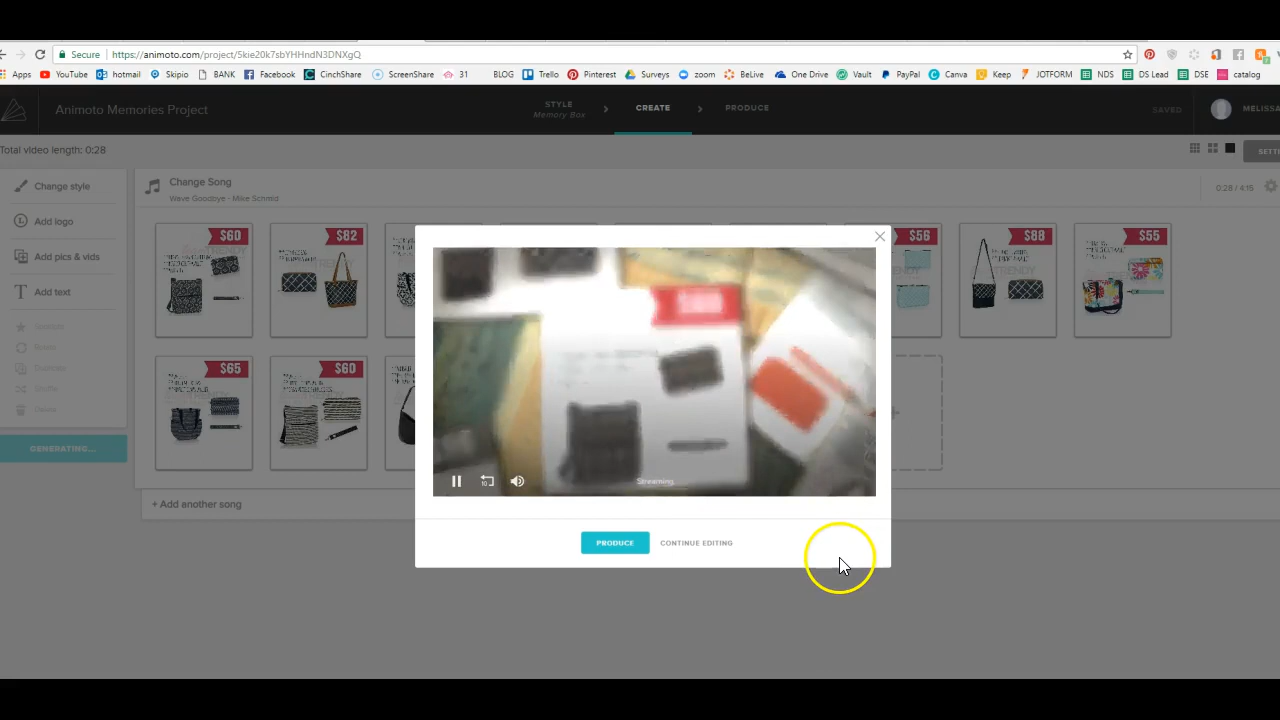 Secure https://animoto.com/project/5kie20k7sbYHHndN3DNXgQ
Apps YouTube hotmail Skipio BANK Facebook CinchShare ScreenShare 31 BLOG Trello Pinterest Surveys zoom BeLive One Drive Vault PayPal Canva Keep JOTFORM NDS DS Lead DSE catalog
Animoto Memories Project
STYLE
Memory Box
CREATE
PRODUCE
SAVED
MELISSA
Total video length: 0:28
SETTI
Change style
Add logo
Add pics & vids
Add text
GENERATING...
Change Song
Wave Goodbye - Mike Schmid
0:28 / 4:15
$60
$82
$56
$88
$55
TRENDY
$65
$60
10
Streaming
PRODUCE
CONTINUE EDITING
+ Add another song